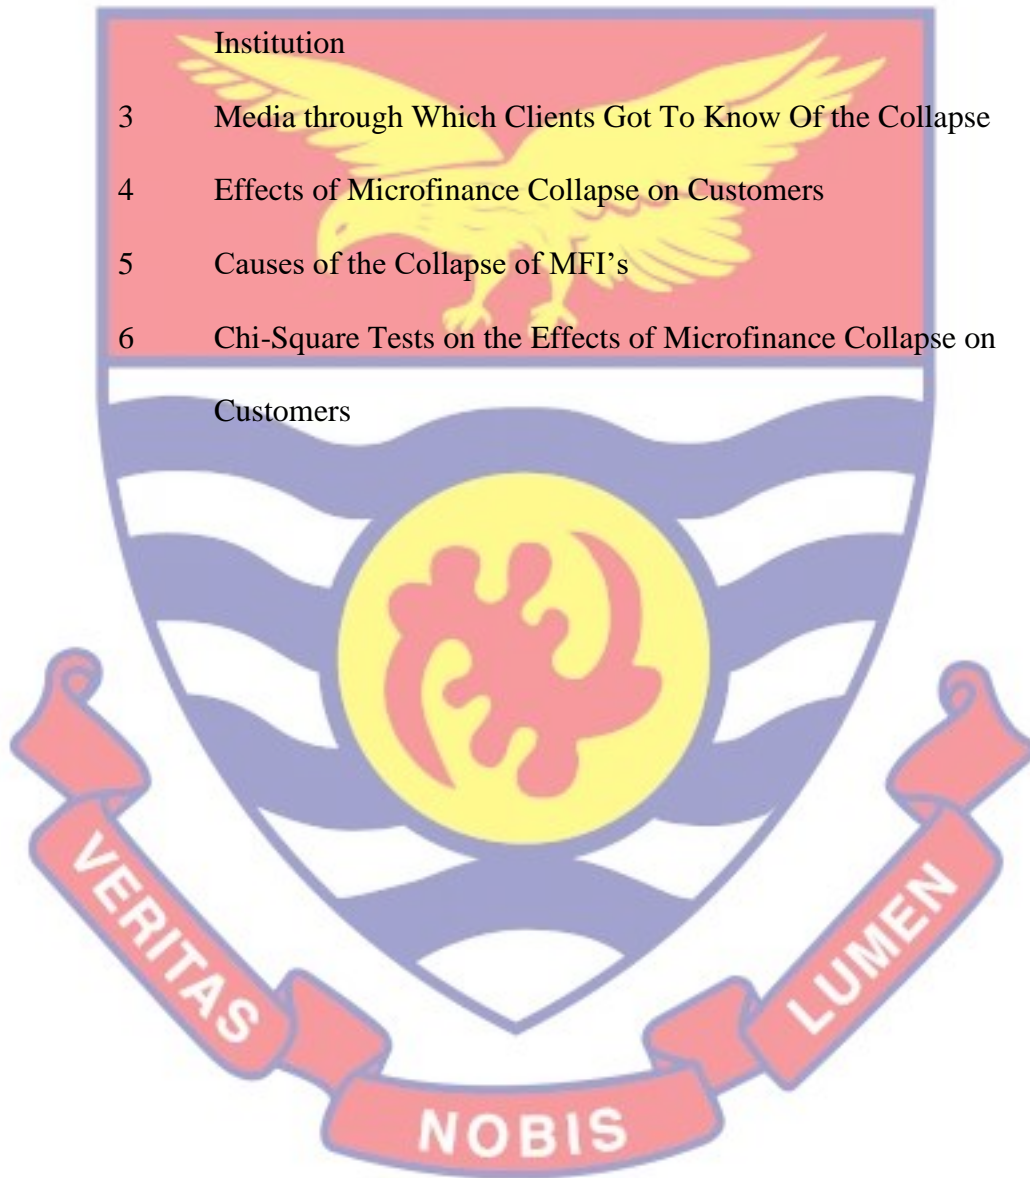 Institution
3 Media through Which Clients Got To Know Of the Collapse
4 Effects of Microfinance Collapse on Customers
5 Causes of the Collapse of MFI’s
6 Chi-Square Tests on the Effects of Microfinance Collapse on
Customers
VERITAS
NOBIS
LUMEN